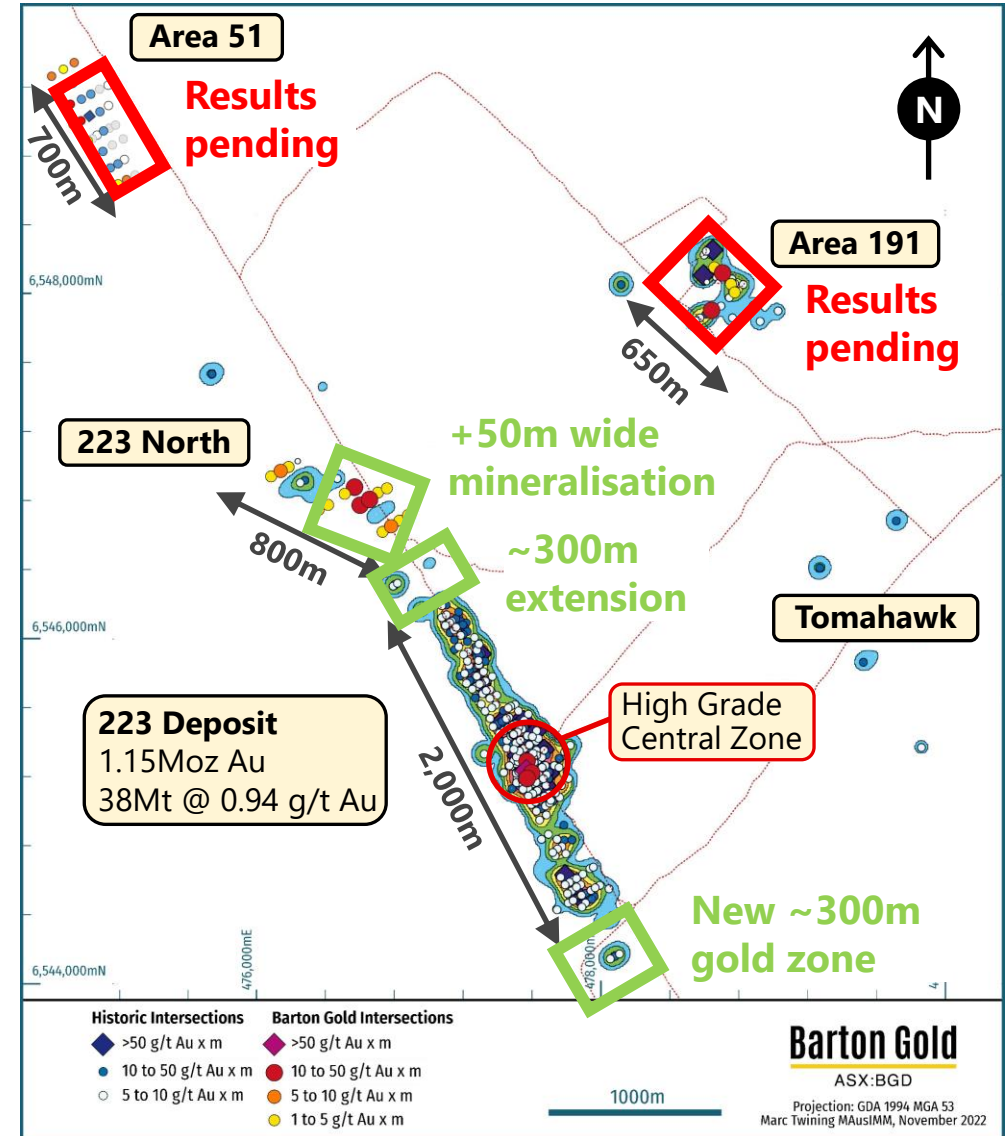 Area 51
Results
pending
N
700m
Area 191
6,548,000mN
Results
pending
650m
+50m wide
mineralisation
223 North
800m
~300m
extension
Tomahawk
6,546,000mN
High Grade
Central Zone
223 Deposit
1.15Moz Au
38Mt @ 0.94 g/t Au
2,000m
New ~300m
gold zone
6,544,000mN
476,000mE
478,000m
4
Historic Intersections
>50 g/t Au x m
10 to 50 g/t Au x m
5 to 10 g/t Au x m
Barton Gold Intersections
>50 g/t Au x m
10 to 50 g/t Au x m
5 to 10 g/t Au x m
1 to 5 g/t Au x m
1000m
Barton Gold
ASX:BGD
Projection: GDA 1994 MGA 53
Marc Twining MAusIMM, November 2022